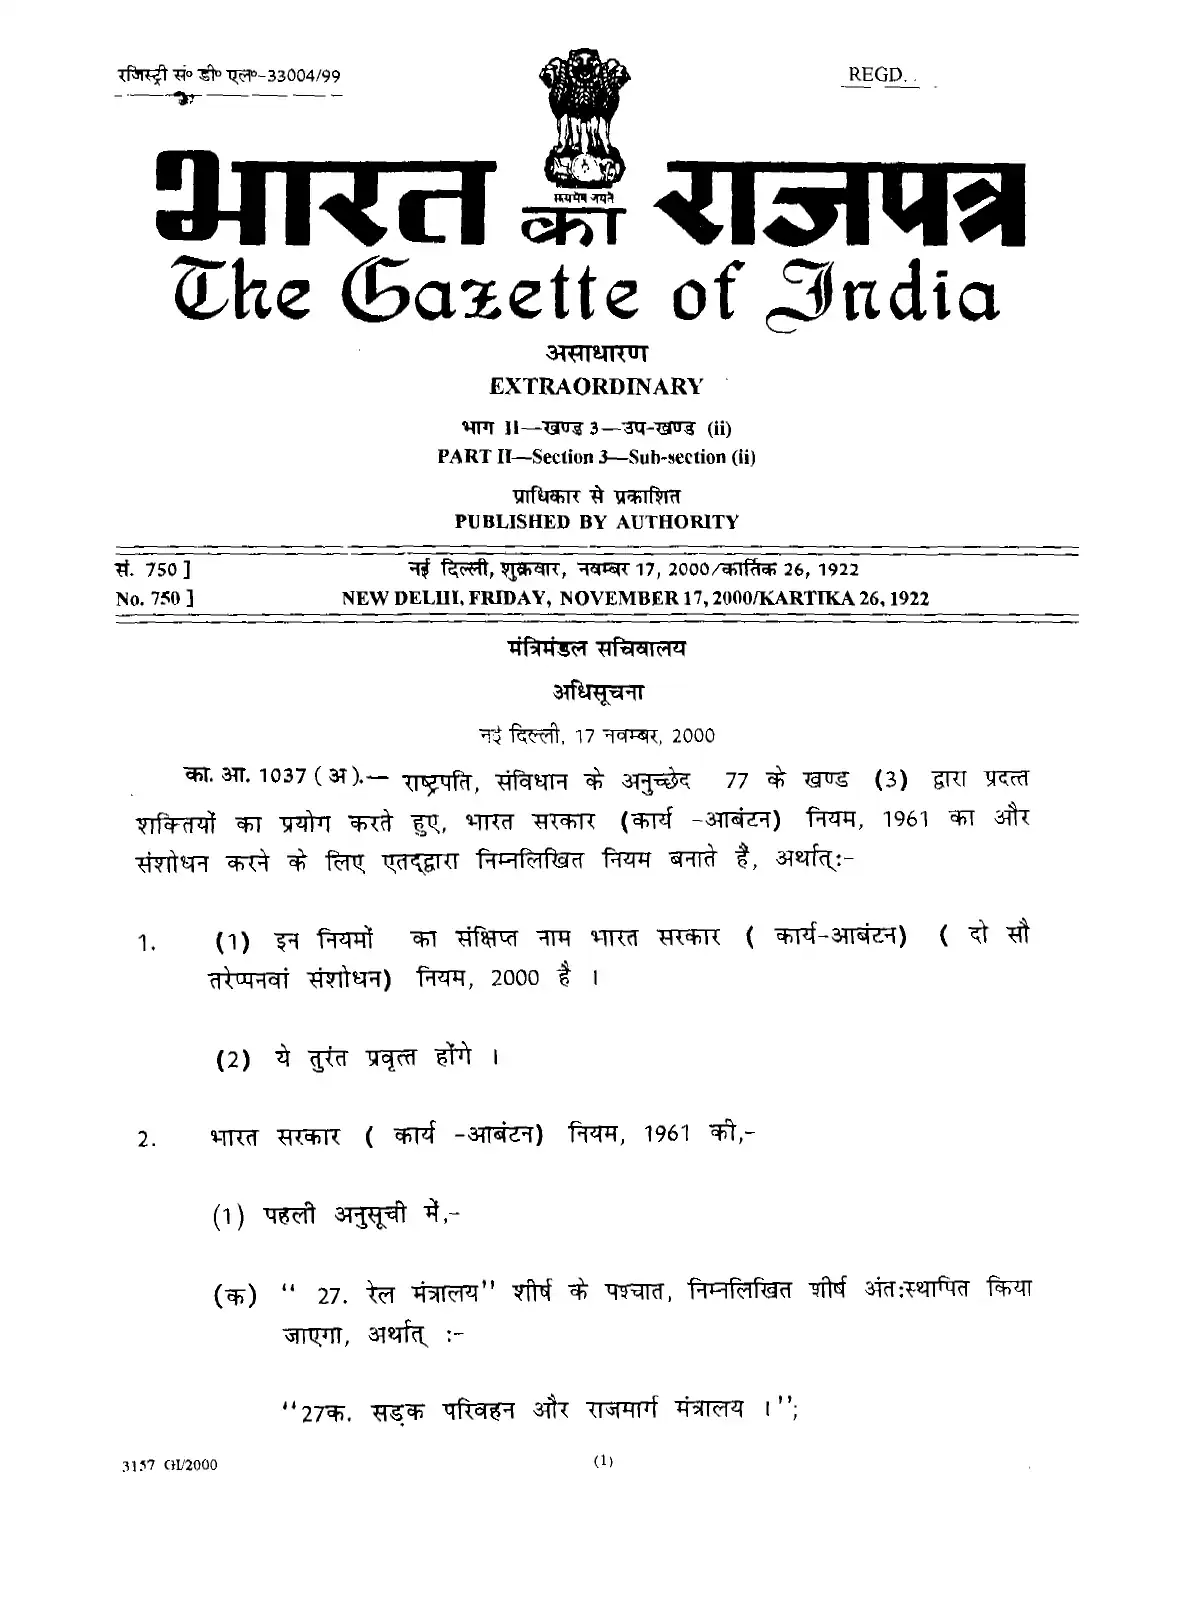 रजिस्ट्री सं० डी० एल०-33004/99
REGD.
सत्यमेव जयते
भारत का राजपत्र
The Gazette of India
असाधारण
EXTRAORDINARY
भाग II—खण्ड 3—उप-खण्ड (ii)
PART II—Section 3—Sub-section (ii)
प्राधिकार से प्रकाशित
PUBLISHED BY AUTHORITY
सं. 750 ]
नई दिल्ली, शुक्रवार, नवम्बर 17, 2000/कार्तिक 26, 1922
No. 750 ]
NEW DELHI, FRIDAY, NOVEMBER 17, 2000/KARTIKA 26, 1922
मंत्रिमंडल सचिवालय
अधिसूचना
नई दिल्ली, 17 नवम्बर, 2000
का. आ. 1037 ( अ ).— राष्ट्रपति, संविधान के अनुच्छेद 77 के खण्ड (3) द्वारा प्रदत्त
शक्तियों का प्रयोग करते हुए, भारत सरकार (कार्य -आबंटन) नियम, 1961 का और
संशोधन करने के लिए एतद्द्वारा निम्नलिखित नियम बनाते हैं, अर्थात्:-
1. (1) इन नियमों का संक्षिप्त नाम भारत सरकार ( कार्य-आबंटन) ( दो सौ
तरेप्पनवां संशोधन) नियम, 2000 है ।
(2) ये तुरंत प्रवृत्त होंगे ।
2. भारत सरकार ( कार्य -आबंटन) नियम, 1961 की,-
(1) पहली अनुसूची में,-
(क) " 27. रेल मंत्रालय" शीर्ष के पश्चात, निम्नलिखित शीर्ष अंत:स्थापित किया
जाएगा, अर्थात् :-
"27क. सड़क परिवहन और राजमार्ग मंत्रालय ।";
3157 GI/2000
(1)